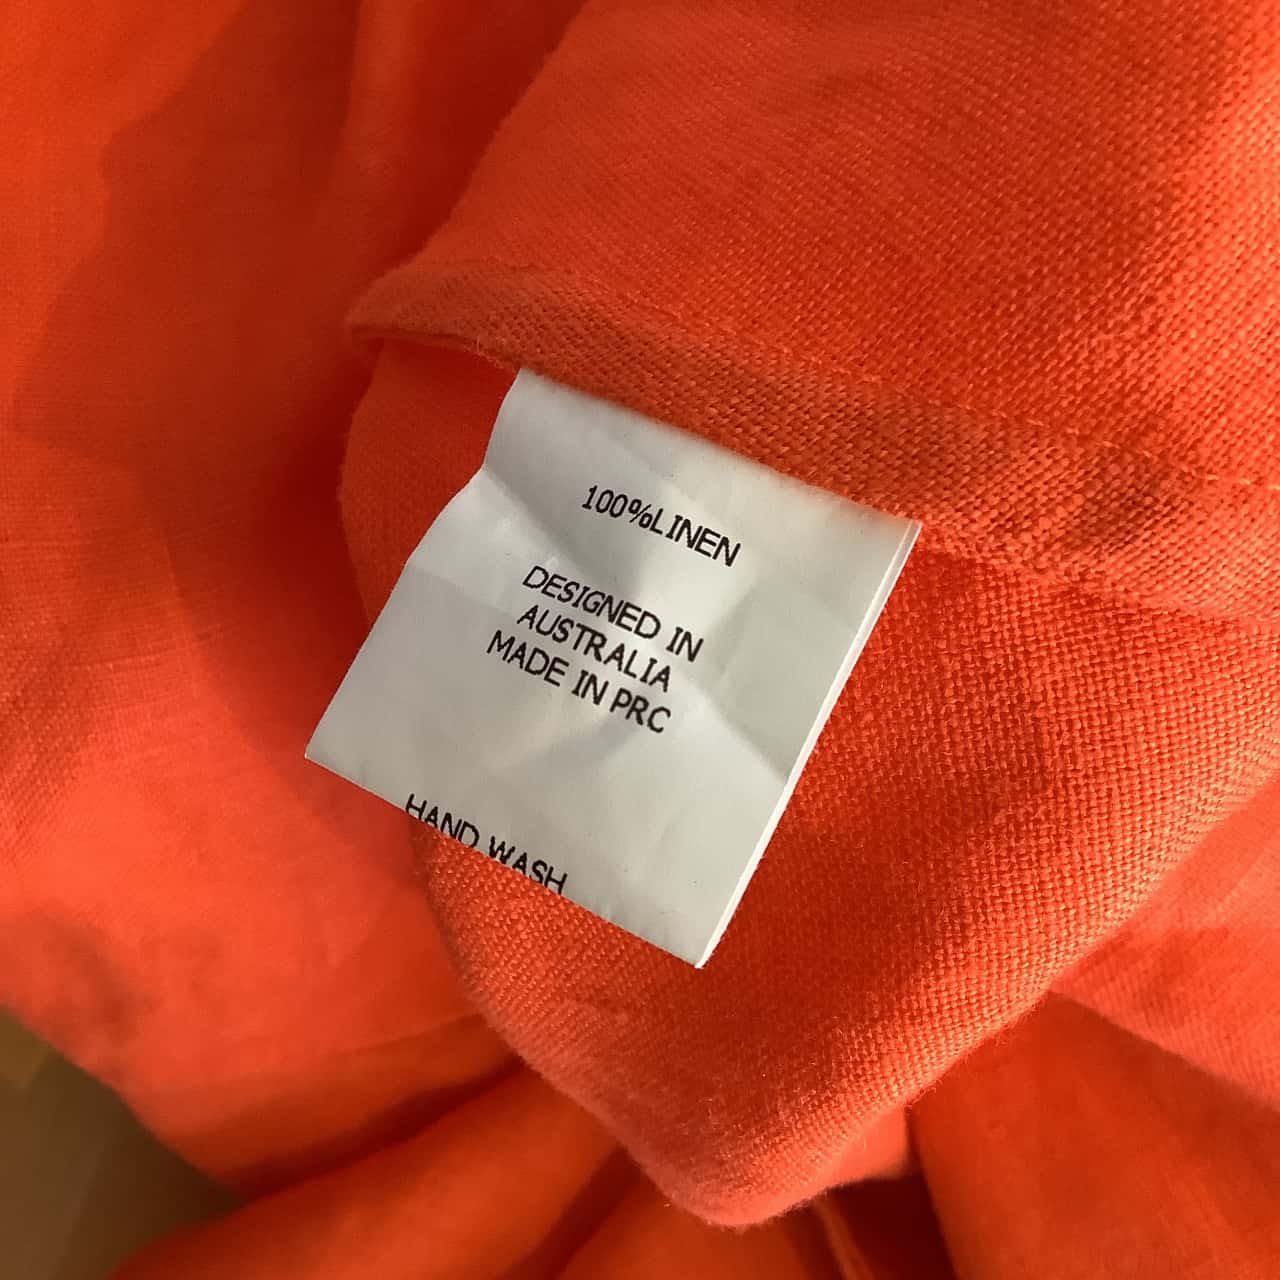 100%LINEN
DESIGNED IN
AUSTRALIA
MADE IN PRC
HAND WASH